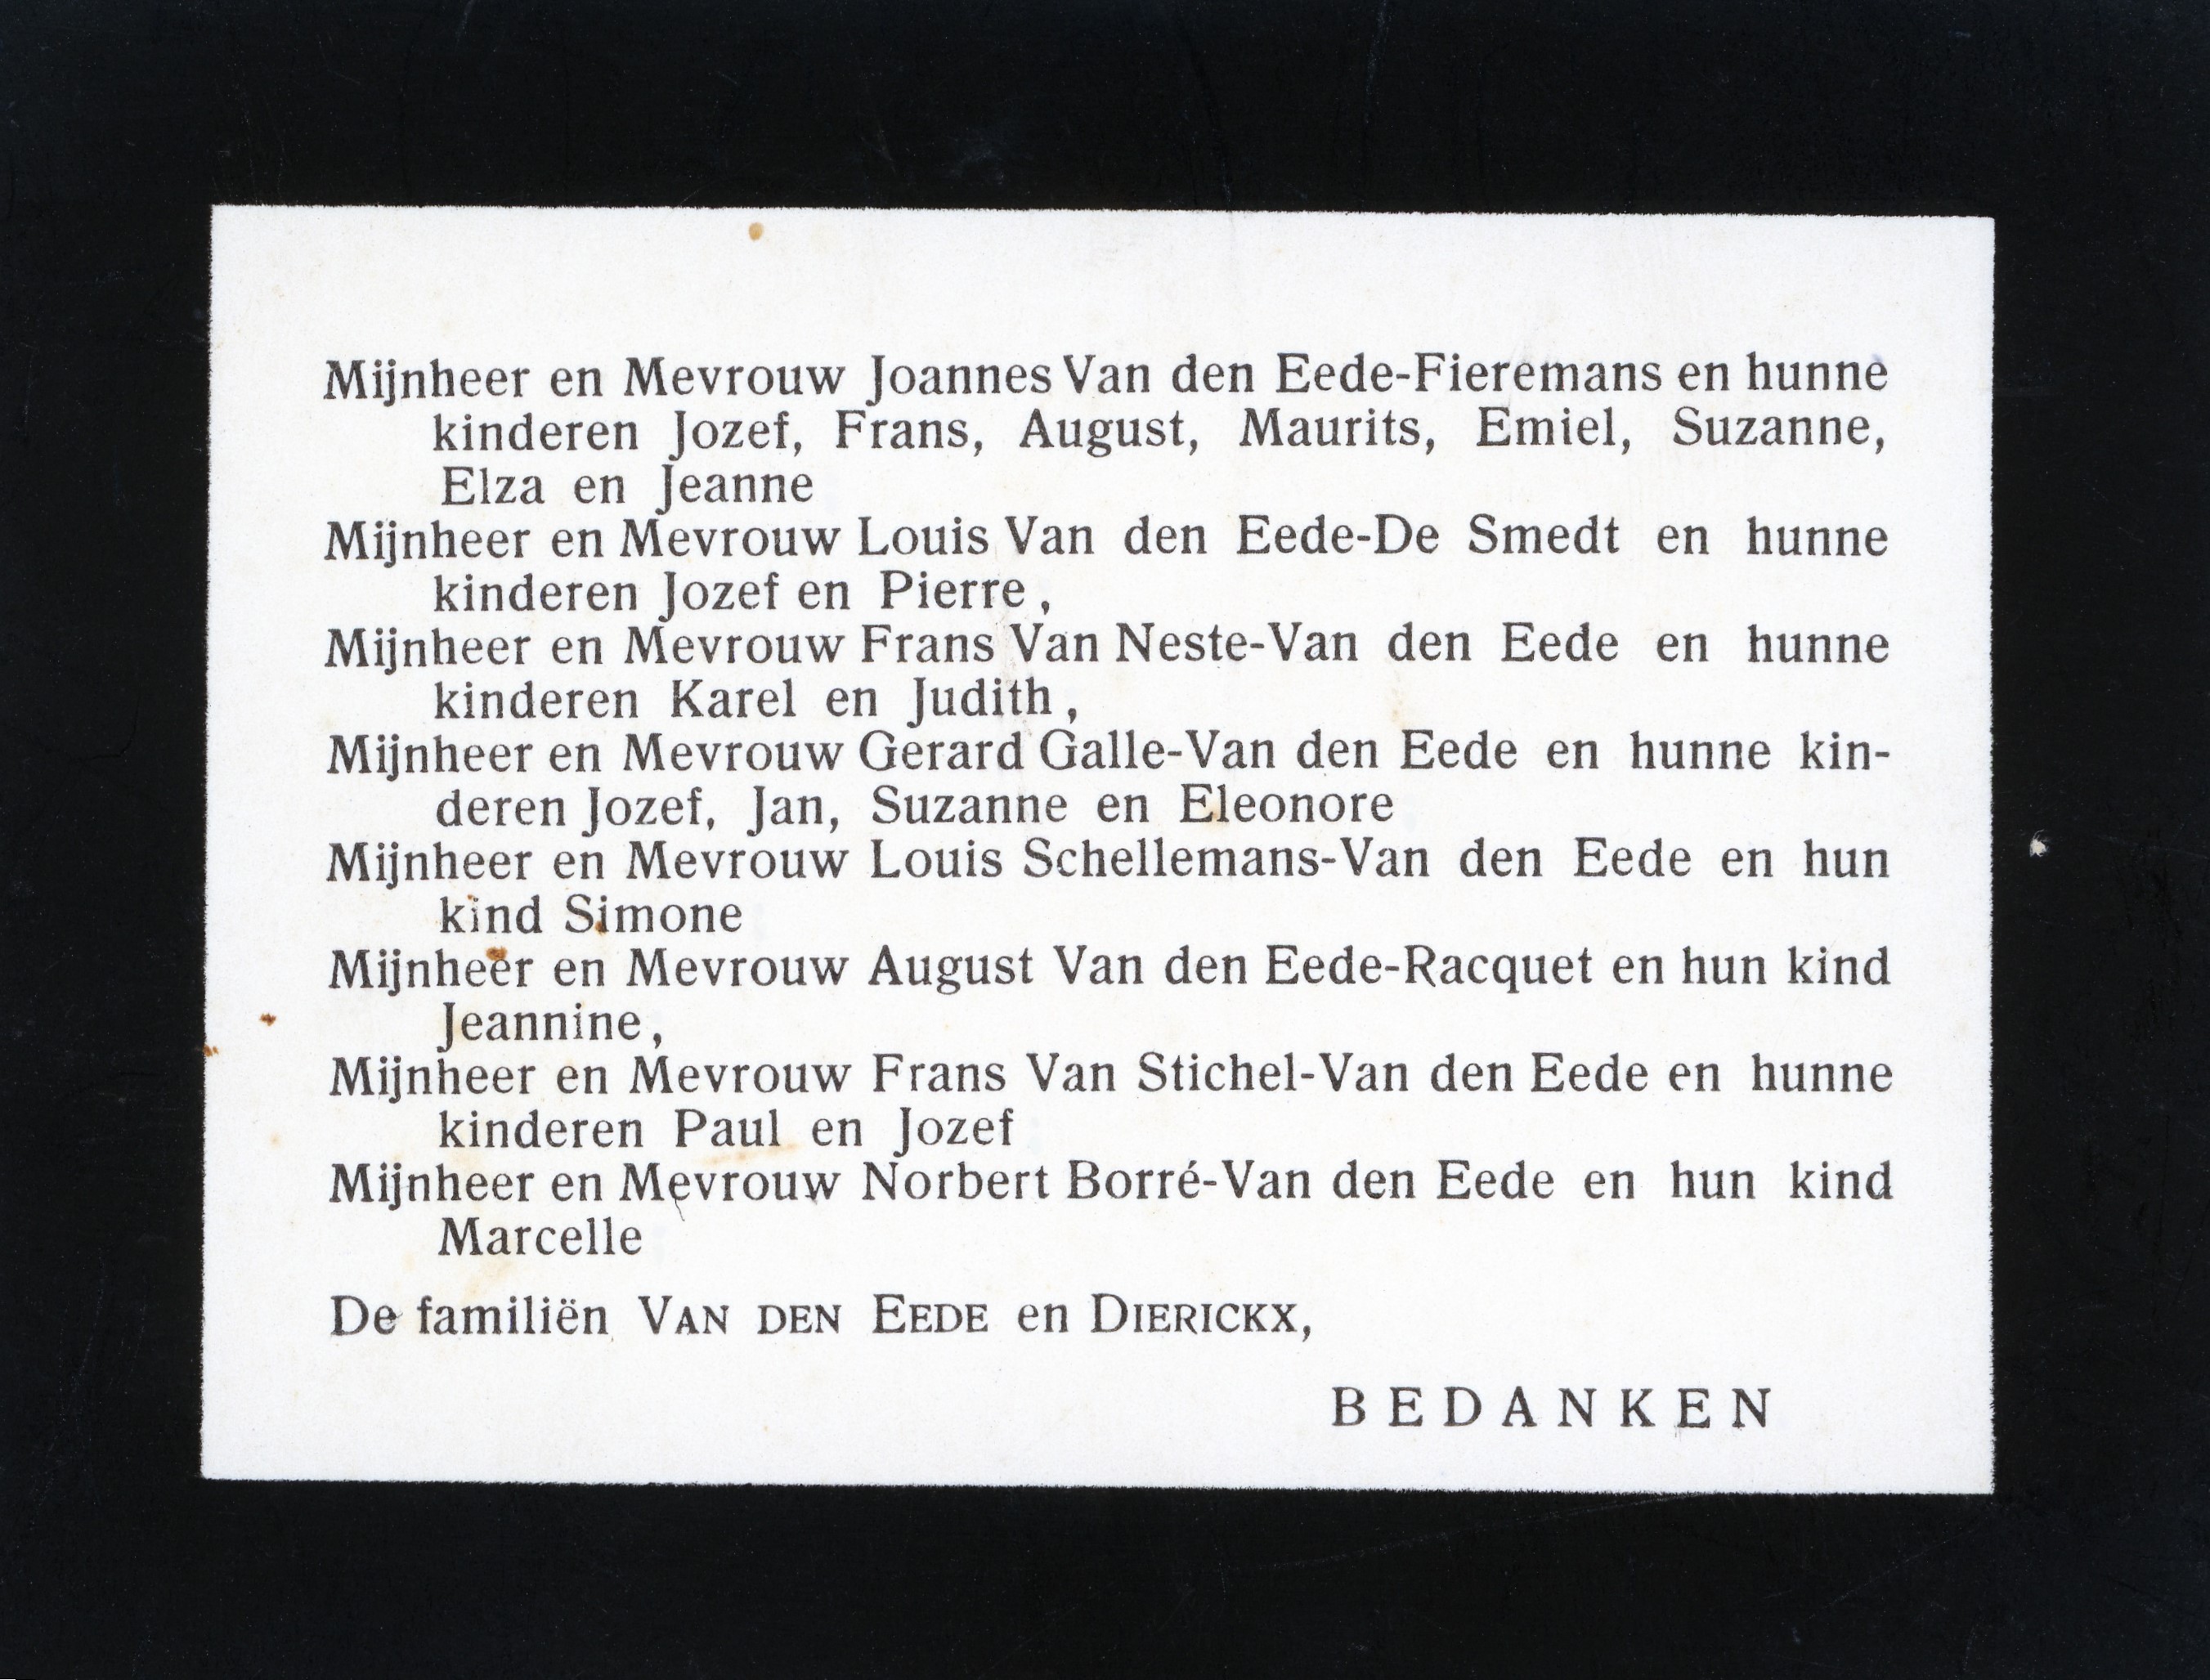 Mijnheer en Mevrouw Joannes Van den Eede-Fieremans en hunne
kinderen Jozef, Frans, August, Maurits, Emiel, Suzanne,
Elza en Jeanne
Mijnheer en Mevrouw Louis Van den Eede-De Smedt en hunne
kinderen Jozef en Pierre,
Mijnheer en Mevrouw Frans Van Neste-Van den Eede en hunne
kinderen Karel en Judith,
Mijnheer en Mevrouw Gerard Galle-Van den Eede en hunne kin-
deren Jozef, Jan, Suzanne en Eleonore
Mijnheer en Mevrouw Louis Schellemans-Van den Eede en hun
kind Simone
Mijnheer en Mevrouw August Van den Eede-Racquet en hun kind
Jeannine,
Mijnheer en Mevrouw Frans Van Stichel-Van den Eede en hunne
kinderen Paul en Jozef
Mijnheer en Mevrouw Norbert Borré-Van den Eede en hun kind
Marcelle
De familiën VAN DEN EEDE en DIERICKX,
BEDANKEN